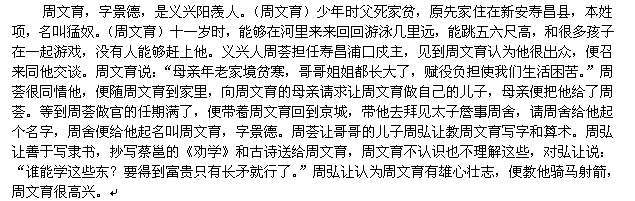 周文育，字景德，是义兴阳羡人。（周文育）少年时父死家贫，原先家住在新安寿昌县，本姓
项，名叫猛奴。（周文育）十一岁时，能够在河里来来回回游泳几里远，能跳五六尺高，和很多孩子
在一起游戏，没有人能够赶上他。义兴人周荟担任寿昌浦口戍主，见到周文育认为他很出众，便召
来同他交谈。周文育说：“母亲年老家境贫寒，哥哥姐姐都长大了，赋役负担使我们生活困苦。”周
荟很同情他，便随周文育到家里，向周文育的母亲请求让周文育做自己的儿子，母亲便把他给了周
荟。等到周荟做官的任期满了，便带着周文育回到京城，带他去拜见太子詹事周舍，请周舍给他起
个名字，周舍便给他起名叫周文育，字景德。周荟让哥哥的儿子周弘让教周文育写字和算术。周弘
让善于写隶书，抄写蔡邕的《劝学》和古诗送给周文育，周文育不认识也不理解这些，对弘让说：
“谁能学这些东？要得到富贵只有长矛就行了。”周弘让认为周文育有雄心壮志，便教他骑马射箭，
周文育很高兴。